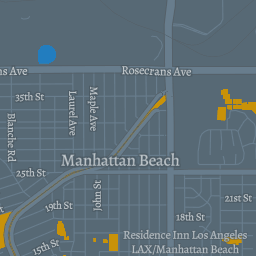 ns Ave
Rosecrans Ave
35th St
Laurel Ave
Maple Ave
Blanche Rd
Manhattan Beach
25th St
John St
21st St
19th St
18th St
15th St
Residence Inn Los Angeles
LAX/Manhattan Beach